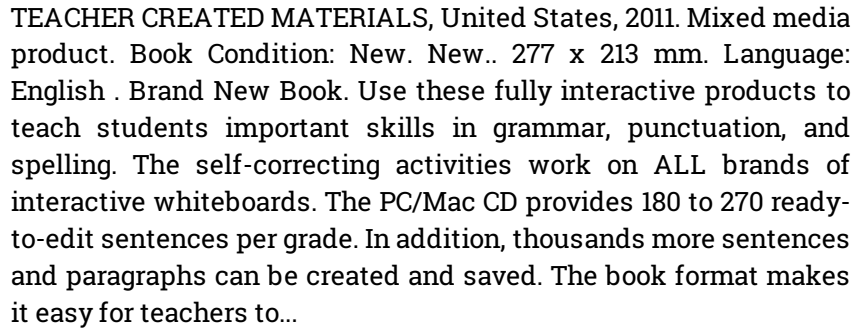 TEACHER CREATED MATERIALS, United States, 2011. Mixed media
product. Book Condition: New. New.. 277 x 213 mm. Language:
English . Brand New Book. Use these fully interactive products to
teach students important skills in grammar, punctuation, and
spelling. The self-correcting activities work on ALL brands of
interactive whiteboards. The PC/Mac CD provides 180 to 270 ready-
to-edit sentences per grade. In addition, thousands more sentences
and paragraphs can be created and saved. The book format makes
it easy for teachers to...